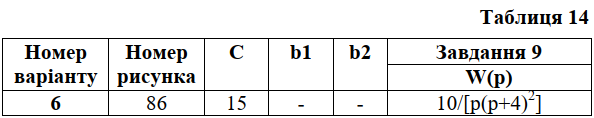 Таблиця 14
Номер варіанту	Номер рисунка	C	b1	b2	Завдання 9
W(p)
6	86	15	-	-	10/[p(p+4)²]